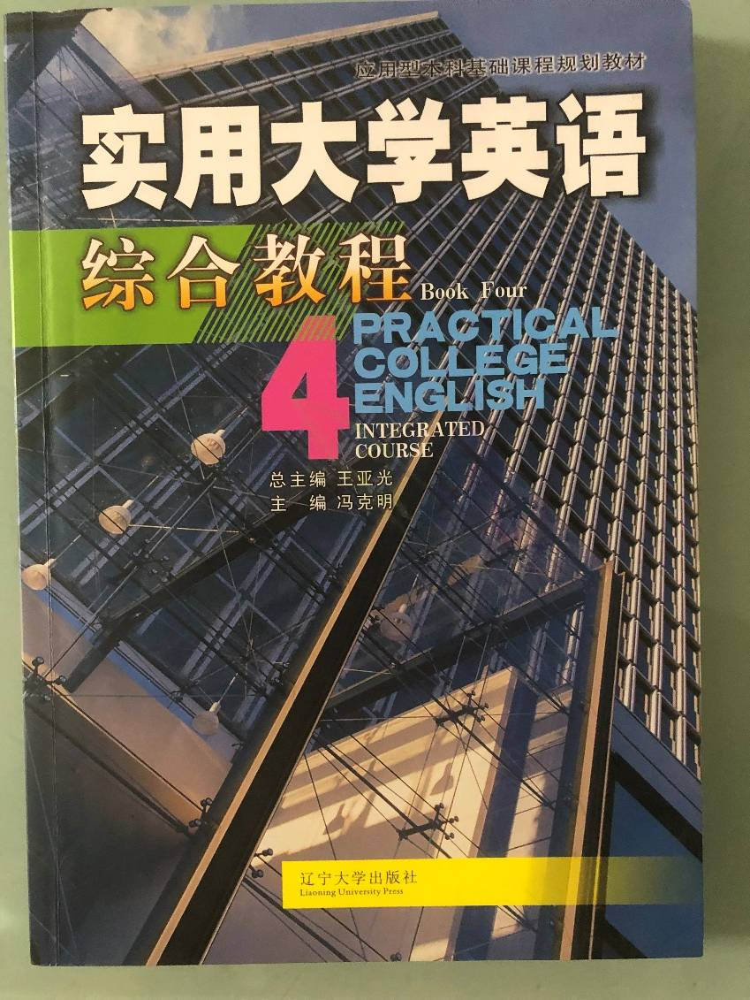 应用型本科基础课程规划教材
实用大学英语
综合教程
Book Four
4
PRACTICAL
COLLEGE
ENGLISH
INTEGRATED
COURSE
总主编 王亚光
主 编 冯克明
辽宁大学出版社
Liaoning University Press